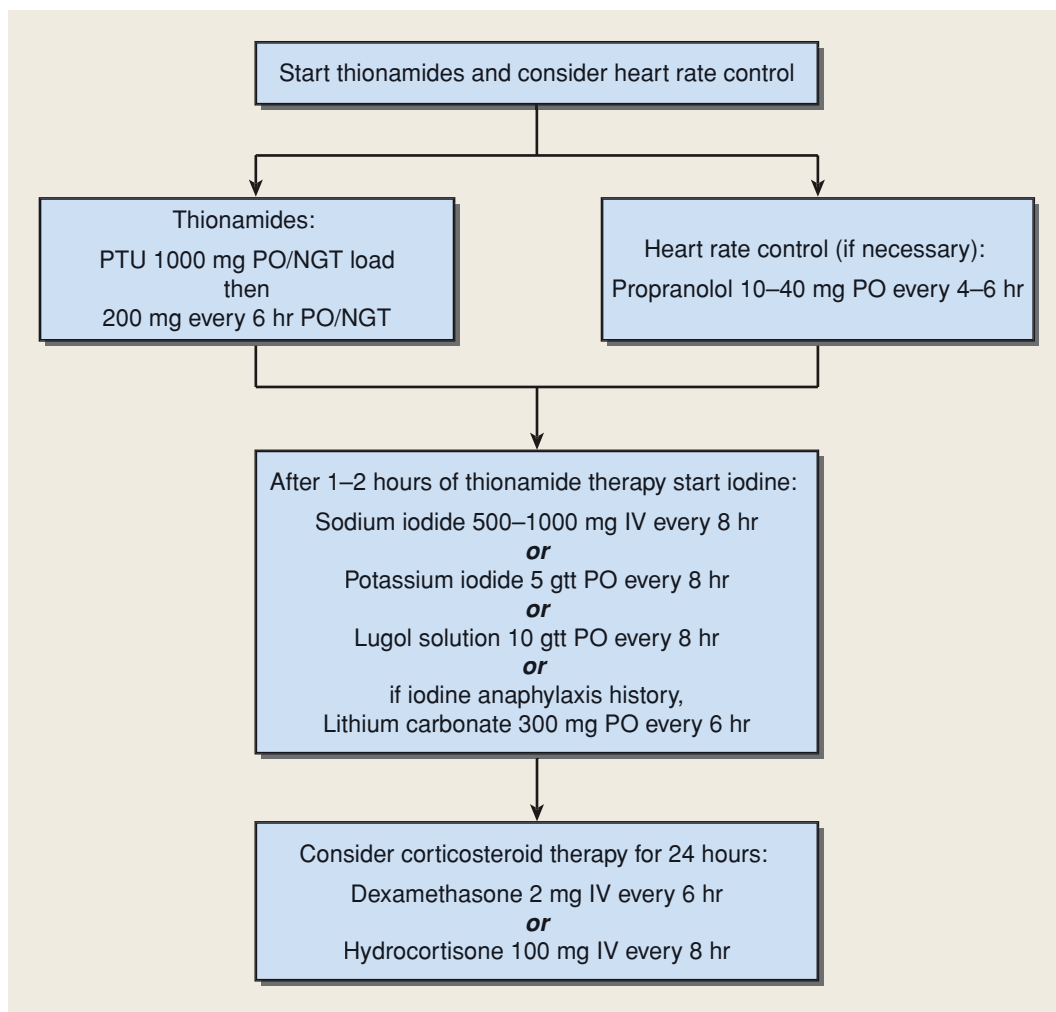 Start thionamides and consider heart rate control
Thionamides:
PTU 1000 mg PO/NGT load
then
200 mg every 6 hr PO/NGT
Heart rate control (if necessary):
Propranolol 10–40 mg PO every 4–6 hr
After 1–2 hours of thionamide therapy start iodine:
Sodium iodide 500–1000 mg IV every 8 hr
or
Potassium iodide 5 gtt PO every 8 hr
or
Lugol solution 10 gtt PO every 8 hr
or
if iodine anaphylaxis history,
Lithium carbonate 300 mg PO every 6 hr
Consider corticosteroid therapy for 24 hours:
Dexamethasone 2 mg IV every 6 hr
or
Hydrocortisone 100 mg IV every 8 hr